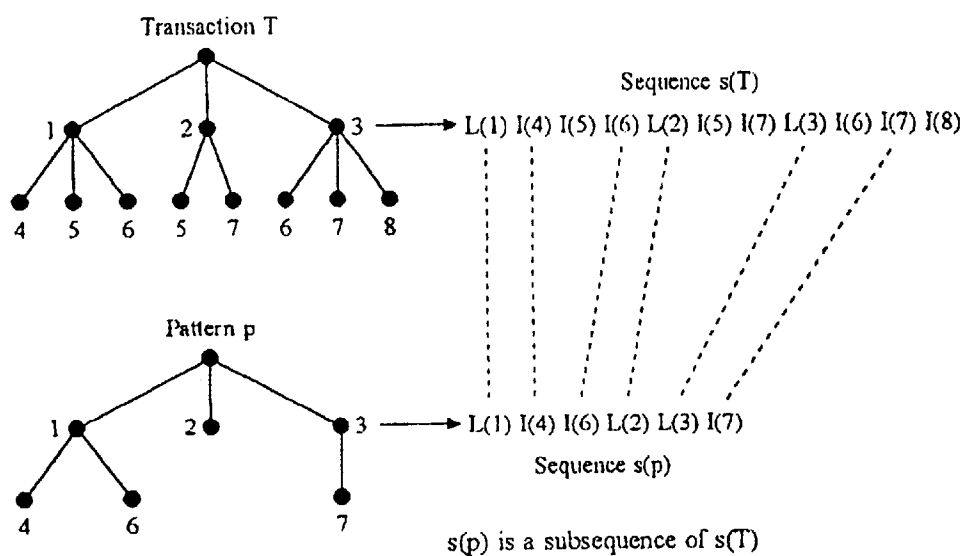 Transaction T
Sequence s(T)
1 2 3 L(1) I(4) I(5) I(6) L(2) I(5) I(7) L(3) I(6) I(7) I(8)
4 5 6 5 7 6 7 8
Pattern p
1 2 3 L(1) I(4) I(6) L(2) L(3) I(7)
Sequence s(p)
4 6 7
s(p) is a subsequence of s(T)